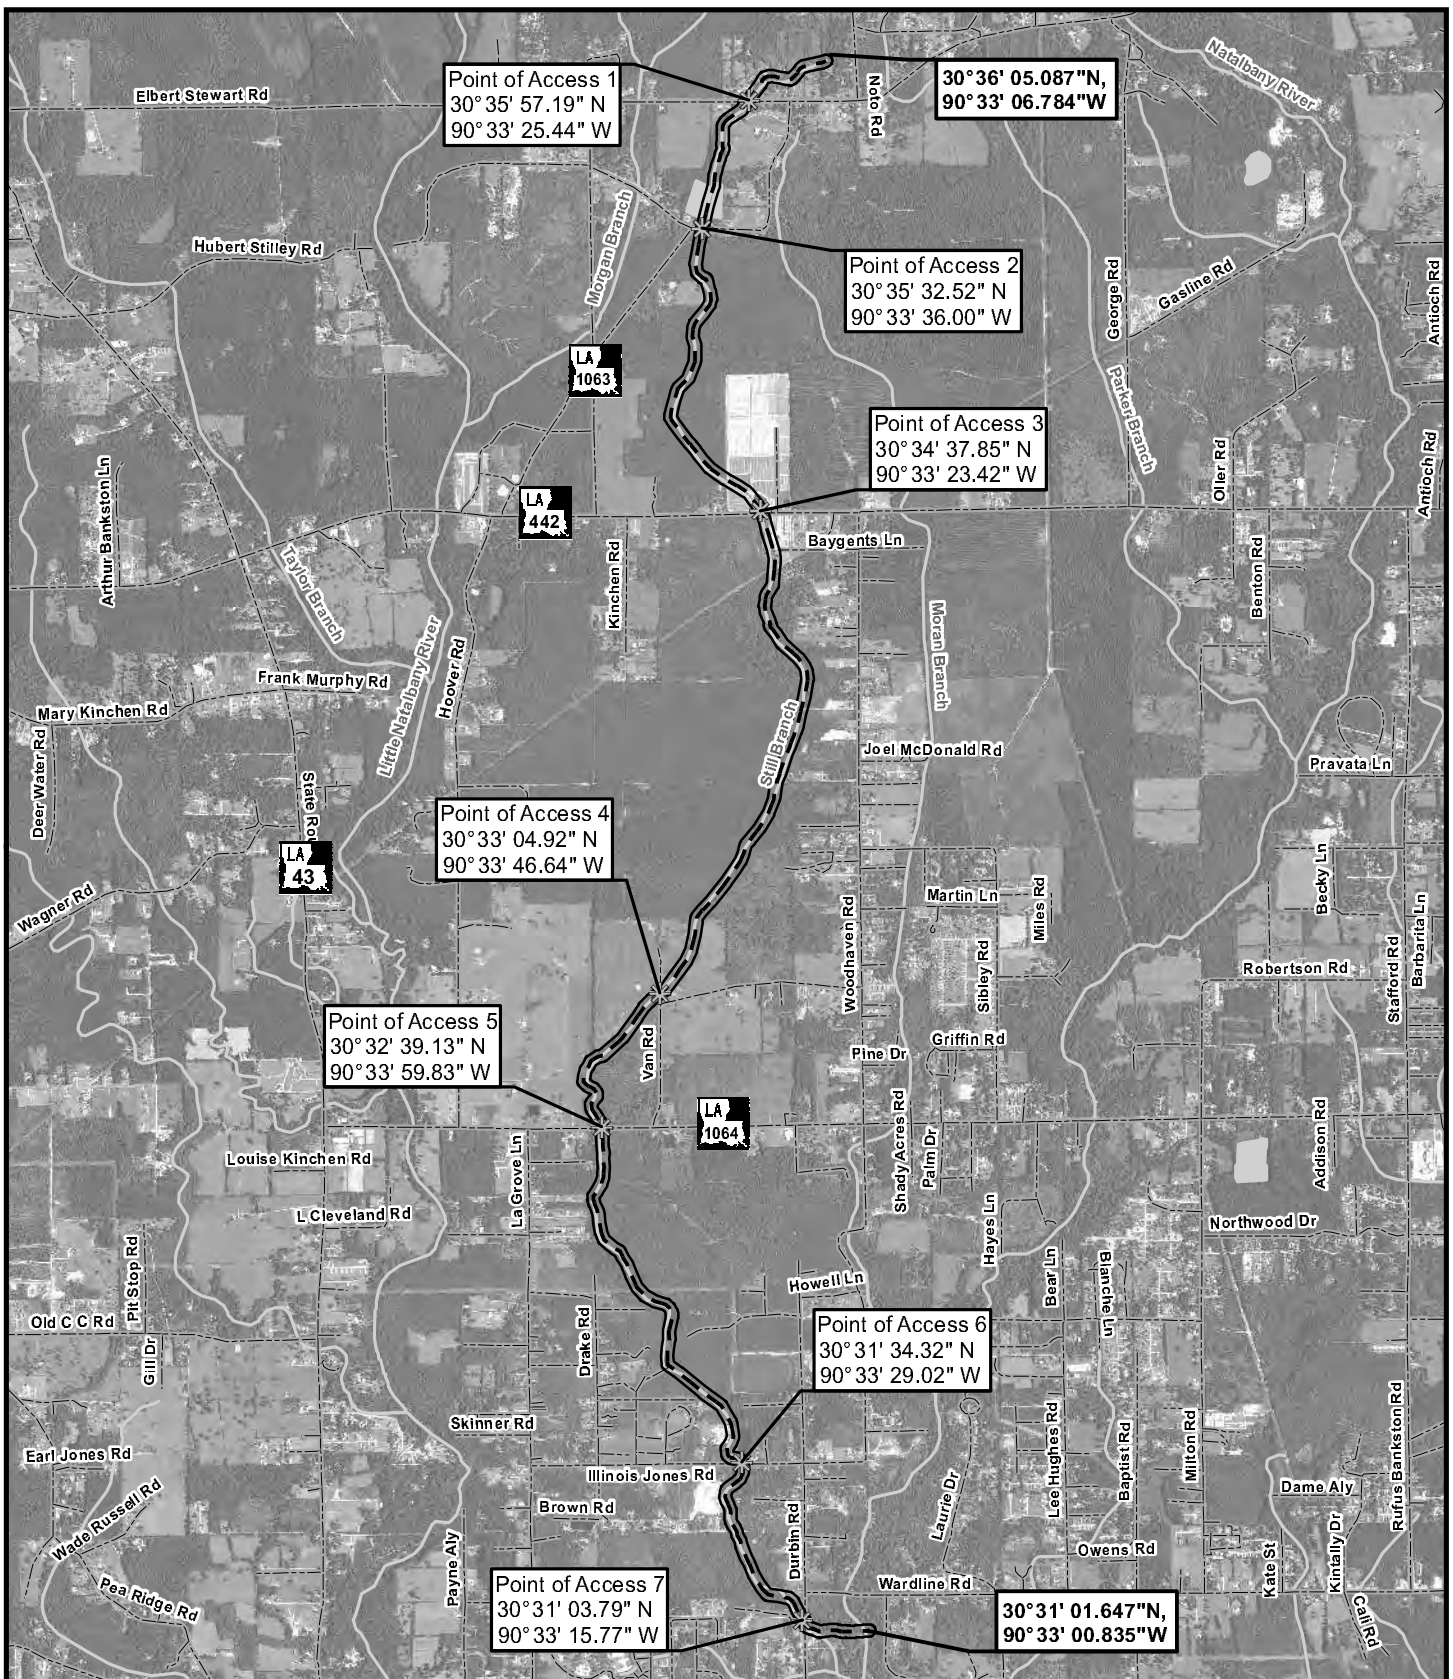 Point of Access 1
30° 35' 57.19" N
90° 33' 25.44" W
30° 36' 05.087"N,
90° 33' 06.784"W
Natalbany River
Elbert Stewart Rd
Noto Rd
Morgan Branch
Hubert Stilley Rd
Point of Access 2
30° 35' 32.52" N
90° 33' 36.00" W
George Rd
Gasline Rd
Antioch Rd
LA
1063
Parker Branch
Point of Access 3
30° 34' 37.85" N
90° 33' 23.42" W
Oller Rd
Antioch Rd
Arthur Bankston Ln
LA
442
Baygents Ln
Kinchen Rd
Benton Rd
Taylor Branch
Little Natalbany River
Hoover Rd
Moran Branch
Frank Murphy Rd
Mary Kinchen Rd
Deer Water Rd
Still Branch
Joel McDonald Rd
Pravata Ln
State Rou
Point of Access 4
30° 33' 04.92" N
90° 33' 46.64" W
LA
43
Wagner Rd
Martin Ln
Miles Rd
Becky Ln
Barbarita Ln
Woodhaven Rd
Sibley Rd
Robertson Rd
Stafford Rd
Point of Access 5
30° 32' 39.13" N
90° 33' 59.83" W
Van Rd
Pine Dr
Griffin Rd
LA
1064
Shady Acres Rd
Palm Dr
Addison Rd
Louise Kinchen Rd
La Grove Ln
L Cleveland Rd
Hayes Ln
Northwood Dr
Pit Stop Rd
Howell Ln
Bear Ln
Blanche Ln
Old C C Rd
Gill Dr
Drake Rd
Point of Access 6
30° 31' 34.32" N
90° 33' 29.02" W
Skinner Rd
Earl Jones Rd
Illinois Jones Rd
Lee Hughes Rd
Baptist Rd
Milton Rd
Rufus Bankston Rd
Dame Aly
Wade Russell Rd
Brown Rd
Laurie Dr
Durbin Rd
Kintally Dr
Payne Aly
Owens Rd
Kate St
Pea Ridge Rd
Point of Access 7
30° 31' 03.79" N
90° 33' 15.77" W
Wardline Rd
30° 31' 01.647"N,
90° 33' 00.835"W
Cali Rd